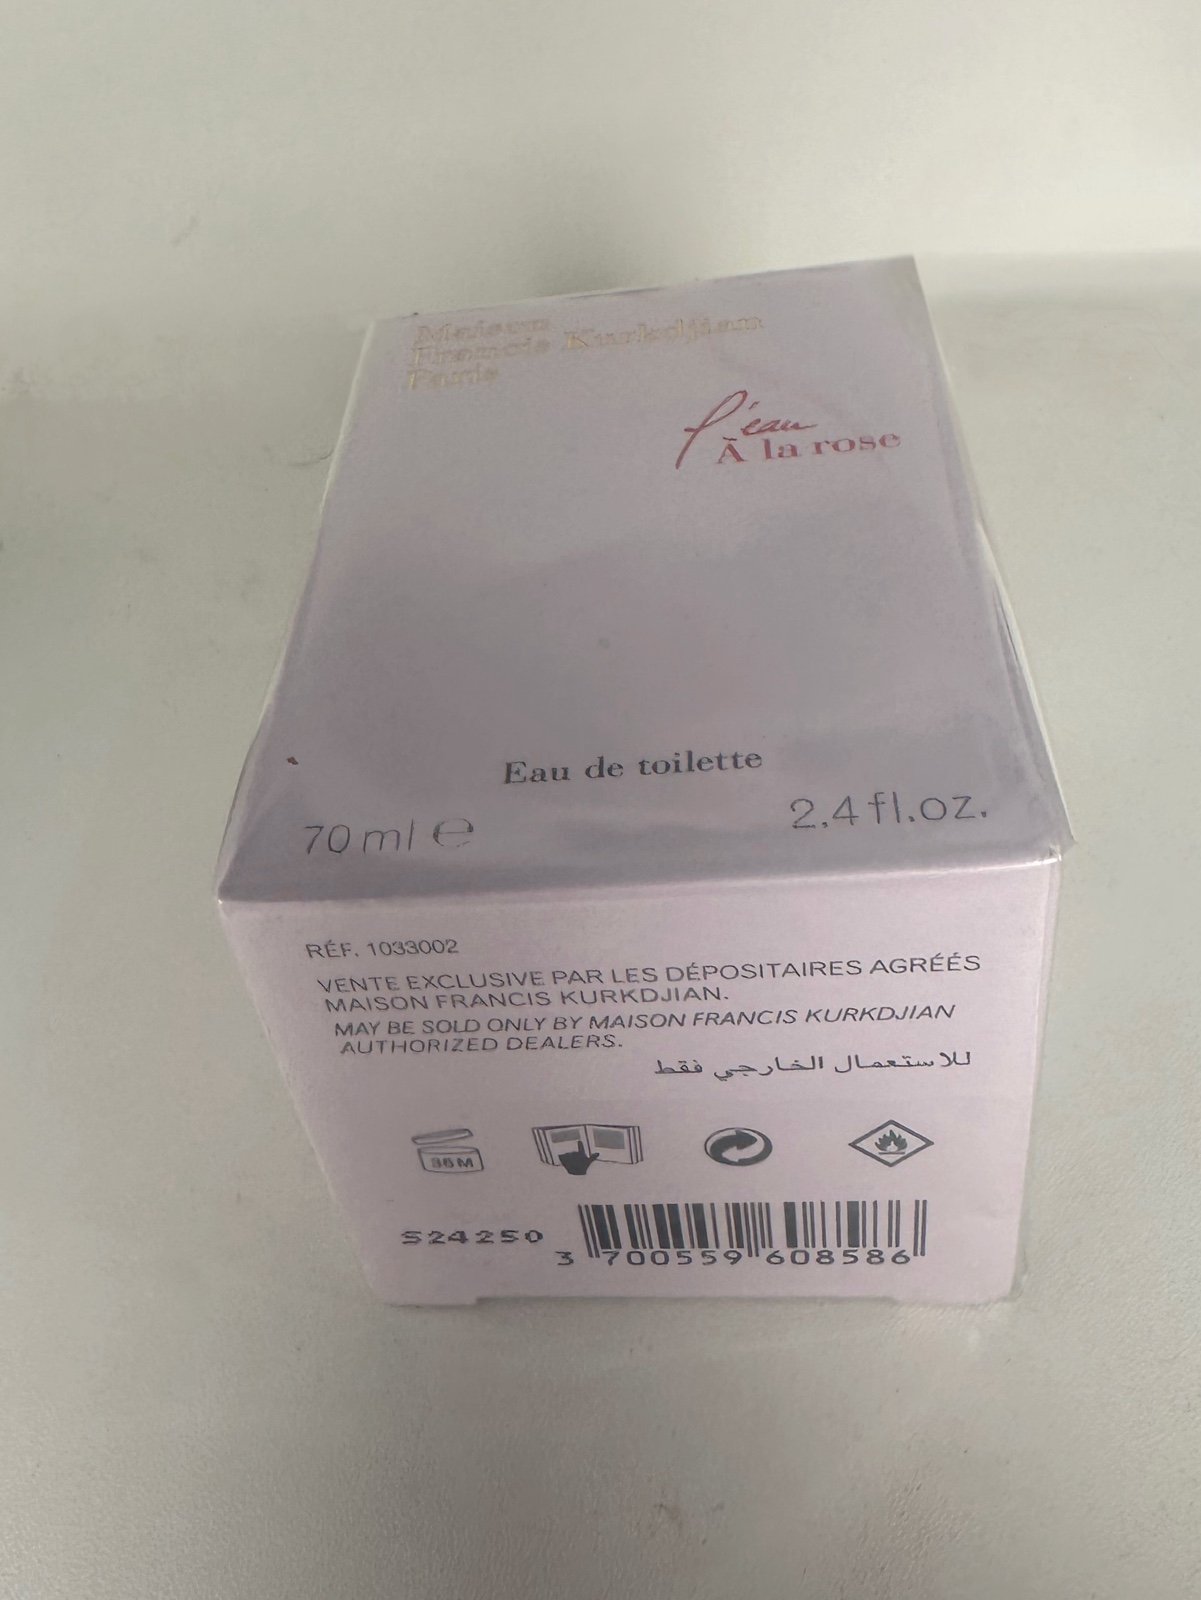 Maison
Francis Kurkdjian
Paris
l'eau
À la rose
Eau de toilette
70 ml ℮
2.4 fl.oz.
RÉF. 1033002
VENTE EXCLUSIVE PAR LES DÉPOSITAIRES AGRÉÉS
MAISON FRANCIS KURKDJIAN.
MAY BE SOLD ONLY BY MAISON FRANCIS KURKDJIAN
AUTHORIZED DEALERS.
للاستعمال الخارجي فقط
36M
S24250
3 700559 608586